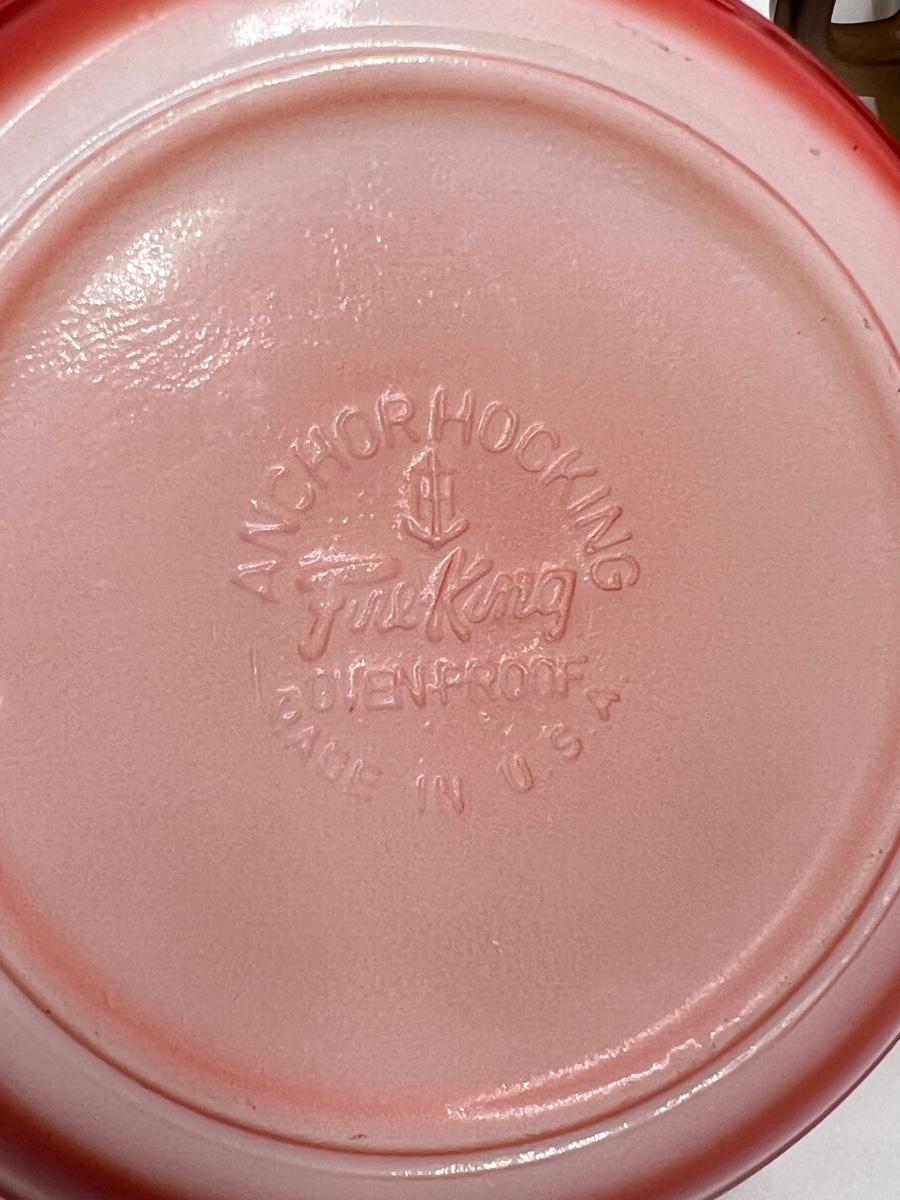 ANCHOR HOCKING
Fire King
OVEN-PROOF
MADE IN U.S.A